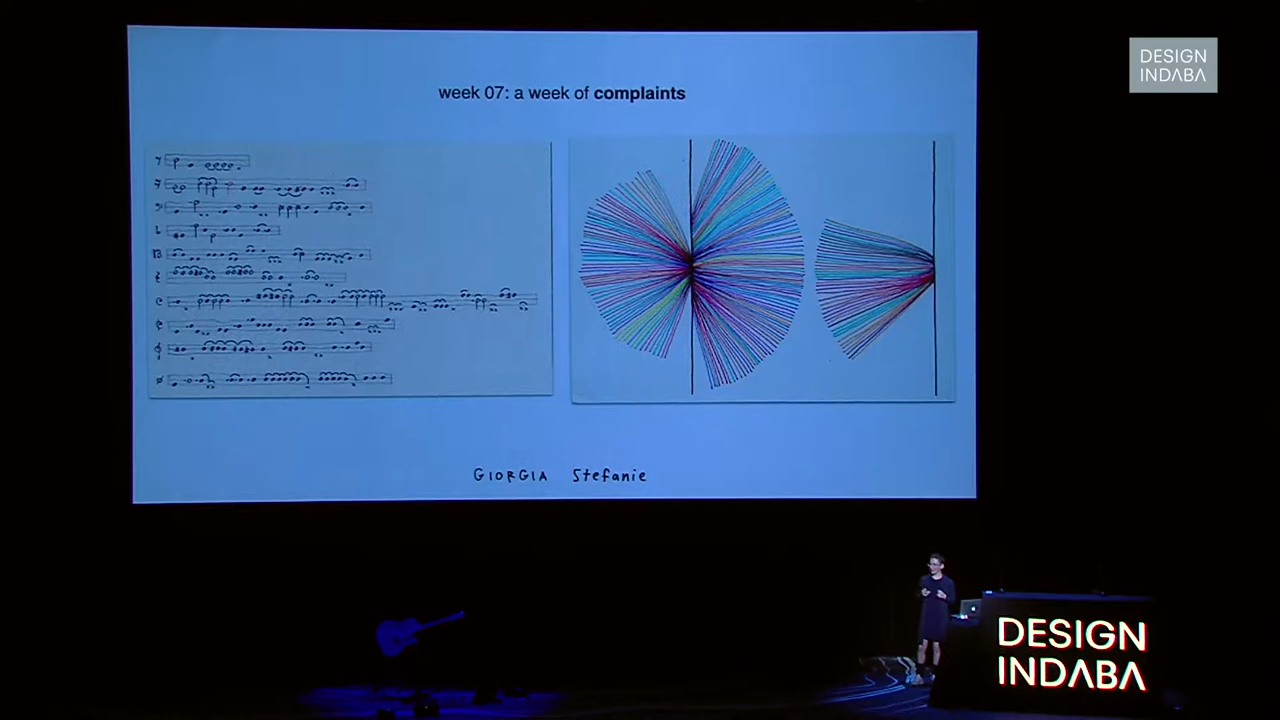 DESIGN
INDABA
week 07: a week of complaints
GIORGIA Stefanie
DESIGN
INDABA